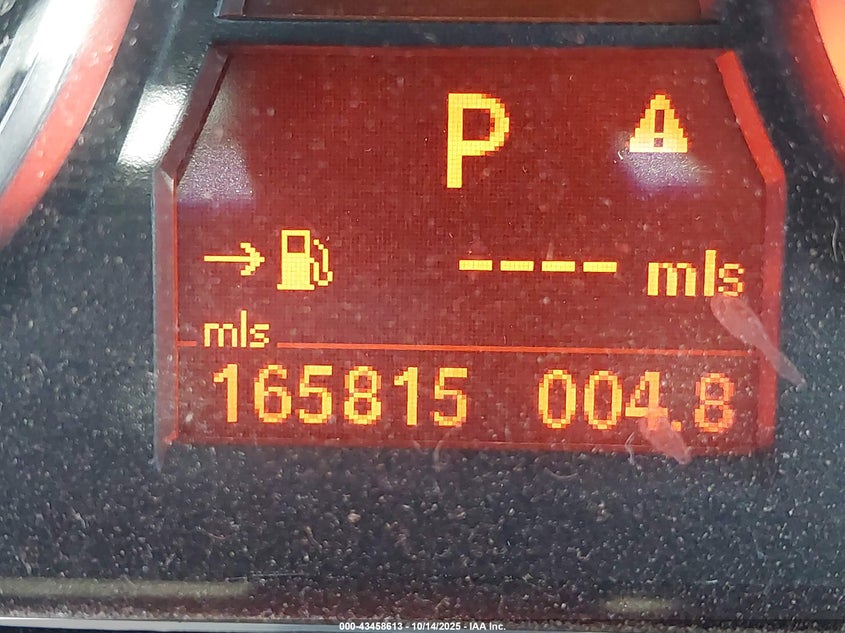 P
---- mls
mls
165815 004.8
000-43458613 - 10/14/2025 - IAA Inc.